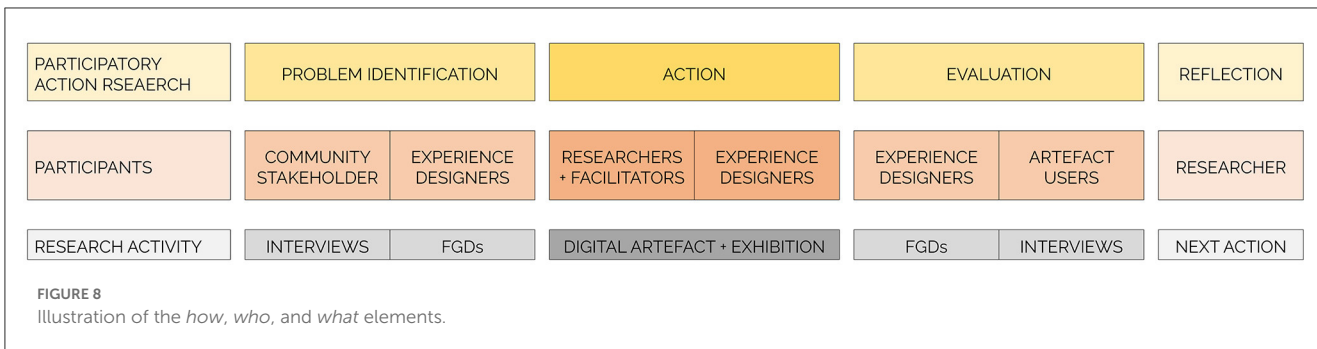 PARTICIPATORY
ACTION RSEAERCH
PROBLEM IDENTIFICATION
ACTION
EVALUATION
REFLECTION
PARTICIPANTS
COMMUNITY
STAKEHOLDER
EXPERIENCE
DESIGNERS
RESEARCHERS
+ FACILITATORS
EXPERIENCE
DESIGNERS
EXPERIENCE
DESIGNERS
ARTEFACT
USERS
RESEARCHER
RESEARCH ACTIVITY
INTERVIEWS
FGDs
DIGITAL ARTEFACT + EXHIBITION
FGDs
INTERVIEWS
NEXT ACTION
FIGURE 8
Illustration of the how, who, and what elements.